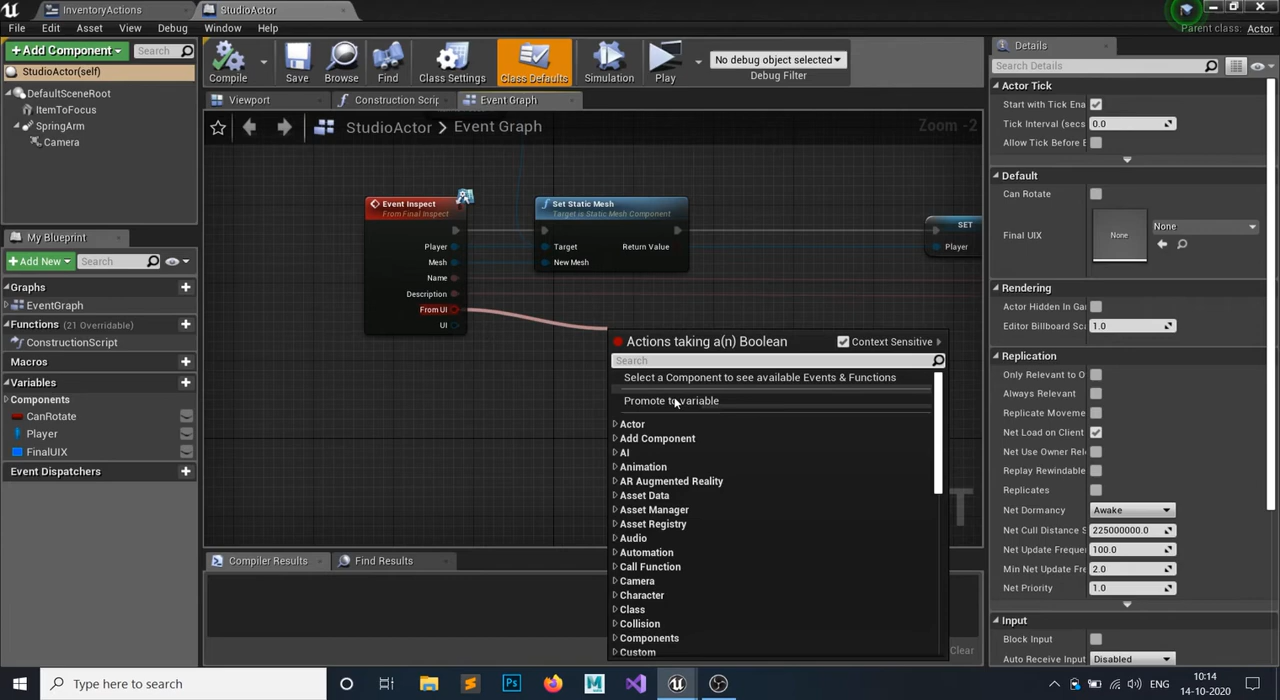 InventoryActions
StudioActor
File Edit Asset View Debug Window Help
Parent class: Actor
+Add Component
Search
Compile
Save
Browse
Find
Class Settings
Class Defaults
Simulation
Play
No debug object selected
Debug Filter
Details
Search Details
StudioActor(self)
DefaultSceneRoot
ItemToFocus
SpringArm
Camera
Viewport
Construction Scrip
Event Graph
StudioActor > Event Graph
Zoom -2
Event Inspect
From Final Inspect
Player
Mesh
Name
Description
From UI
UI
Set Static Mesh
Target is Static Mesh Component
Target
Return Value
New Mesh
SET
Player
Actions taking a(n) Boolean
Context Sensitive
Search
Select a Component to see available Events & Functions
Promote to variable
Actor
Add Component
AI
Animation
AR Augmented Reality
Asset Data
Asset Manager
Asset Registry
Audio
Automation
Call Function
Camera
Character
Class
Collision
Components
Custom
My Blueprint
+Add New
Search
Graphs
EventGraph
Functions (21 Overridable)
ConstructionScript
Macros
Variables
Components
CanRotate
Player
FinalUIX
Event Dispatchers
Compiler Results
Find Results
Clear
Actor Tick
Start with Tick Ena
Tick Interval (secs
0.0
Allow Tick Before B
Default
Can Rotate
Final UIX
None
None
Rendering
Actor Hidden In Ga
Editor Billboard Sc
1.0
Replication
Only Relevant to O
Always Relevant
Replicate Moveme
Net Load on Client
Net Use Owner Rel
Replay Rewindable
Replicates
Net Dormancy
Awake
Net Cull Distance S
225000000.0
Net Update Freque
100.0
Min Net Update Fre
2.0
Net Priority
1.0
Input
Block Input
Auto Receive Input
Disabled
Type here to search
Ps
M
ENG
10:14
14-10-2020